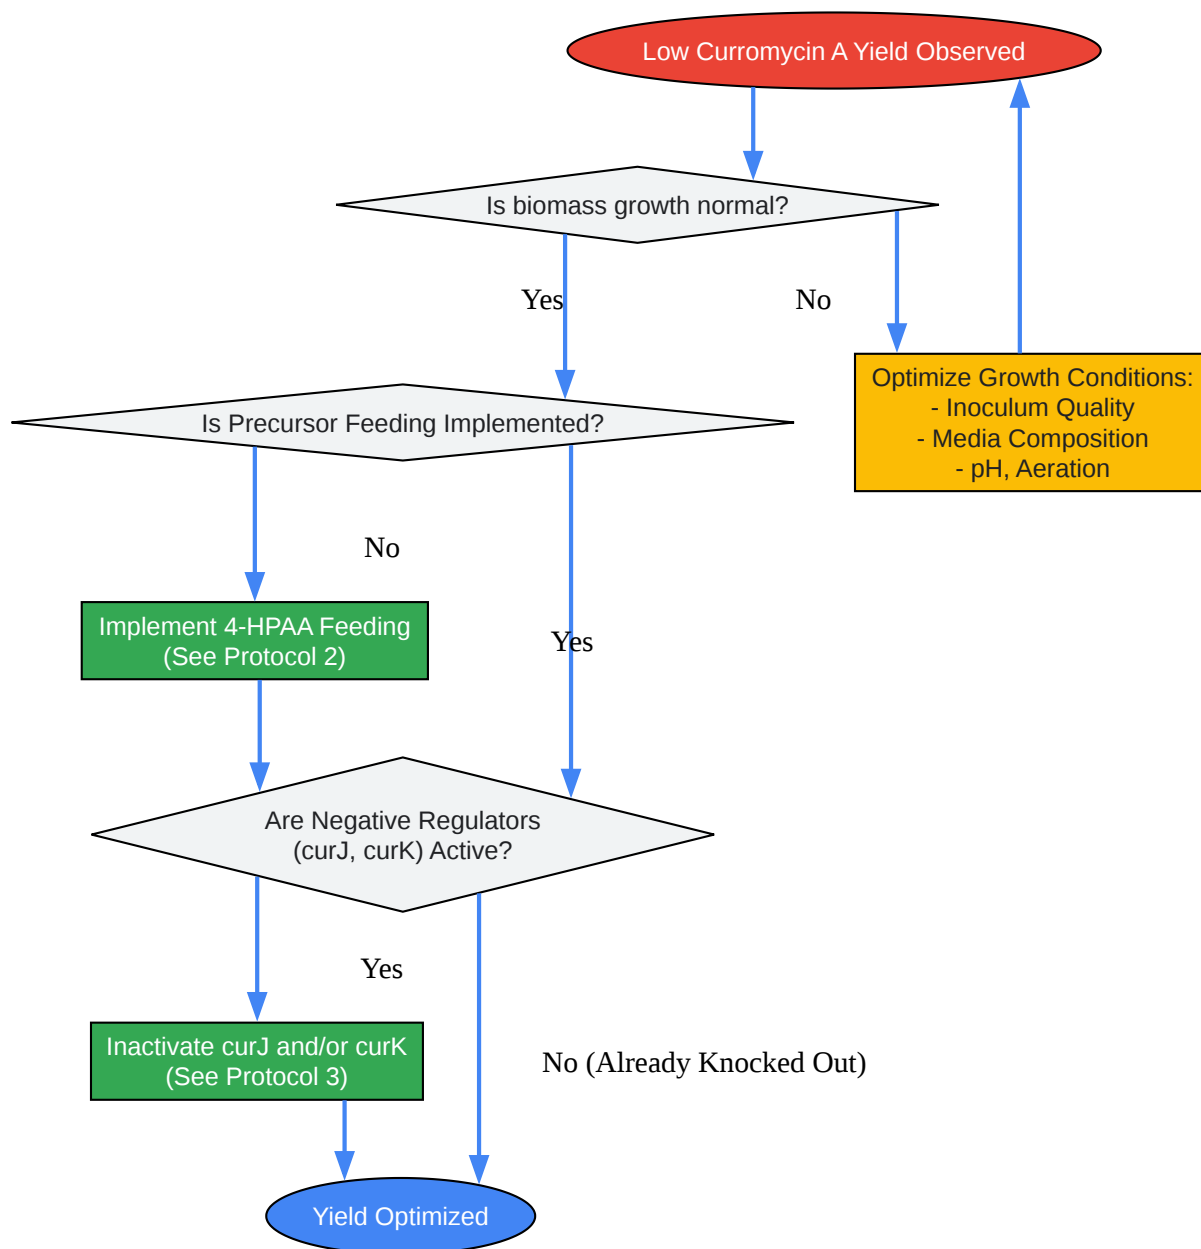 Low Curromycin A Yield Observed
Is biomass growth normal?
Yes
No
Optimize Growth Conditions:
- Inoculum Quality
- Media Composition
- pH, Aeration
Is Precursor Feeding Implemented?
No
Implement 4-HPAA Feeding
(See Protocol 2)
Yes
Are Negative Regulators
(curJ, curK) Active?
Yes
Inactivate curJ and/or curK
(See Protocol 3)
No (Already Knocked Out)
Yield Optimized